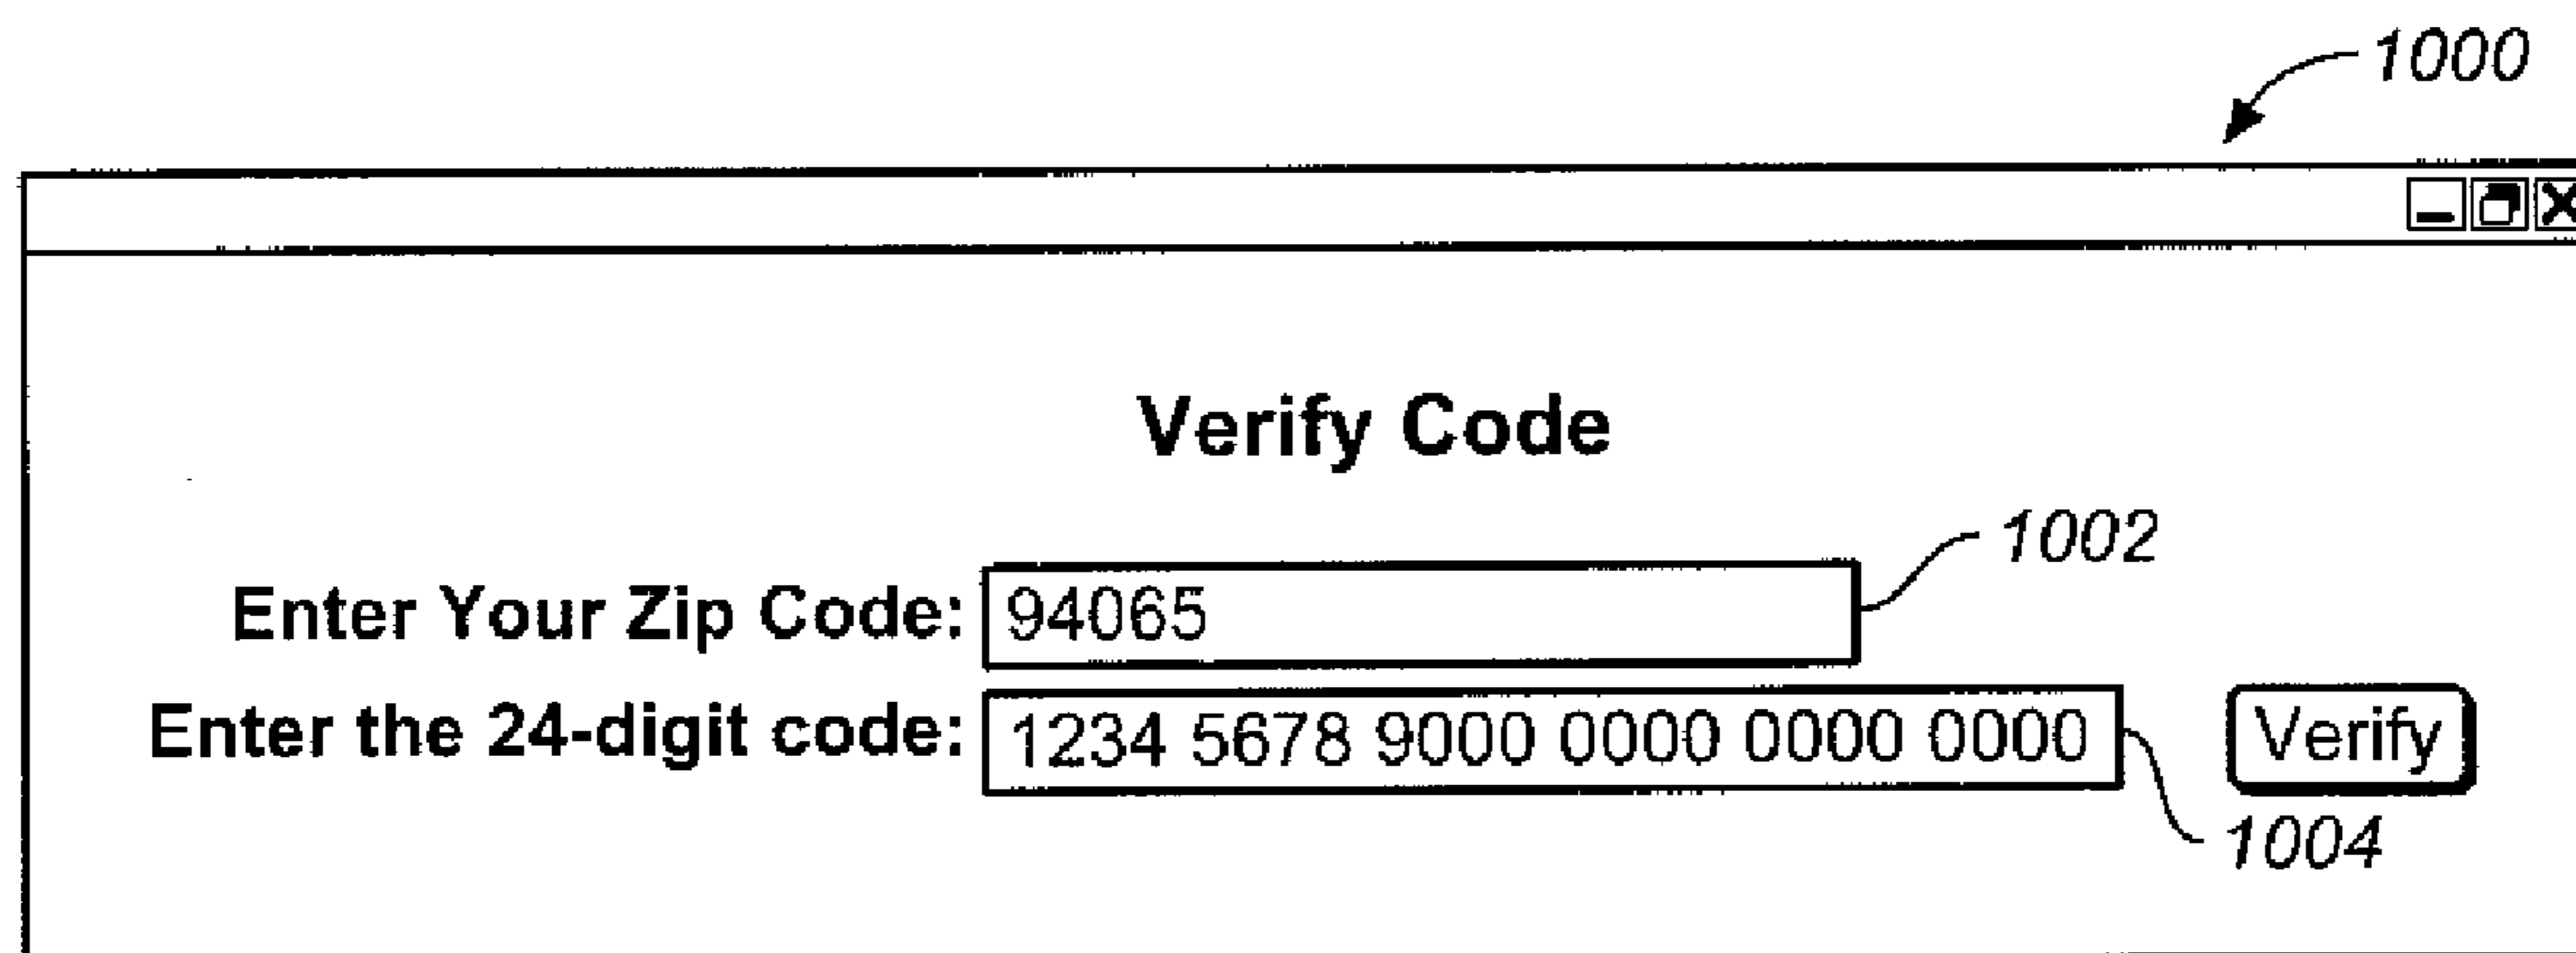 1000
Verify Code
1002
Enter Your Zip Code: 94065
Enter the 24-digit code: 1234 5678 9000 0000 0000 0000 Verify
1004